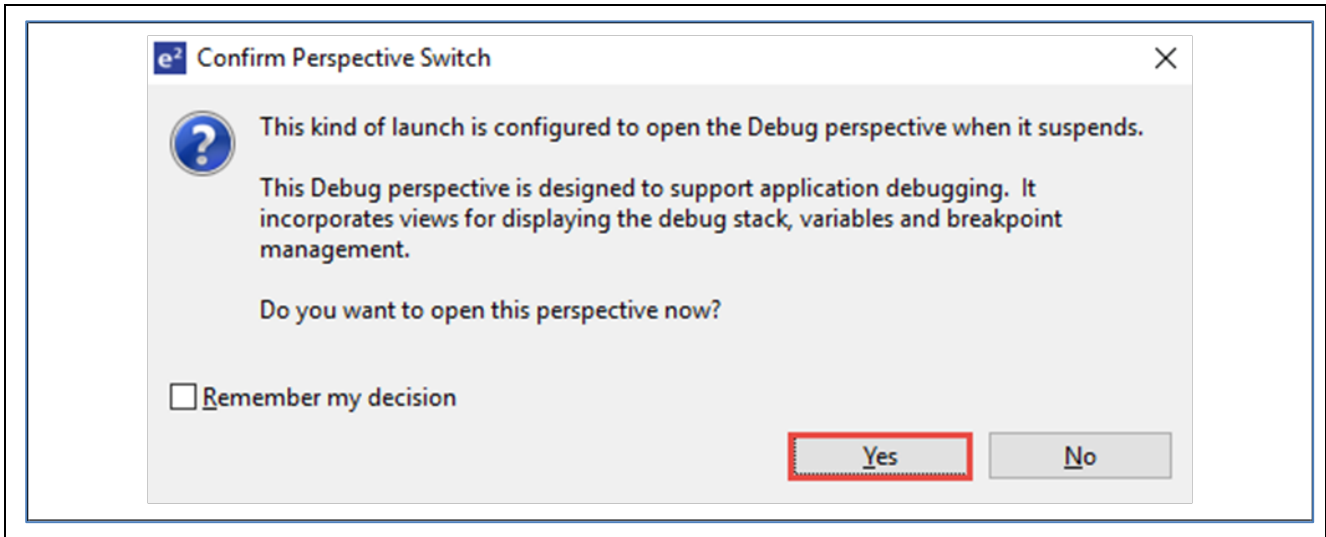 e² Confirm Perspective Switch
This kind of launch is configured to open the Debug perspective when it suspends.
This Debug perspective is designed to support application debugging.  It
incorporates views for displaying the debug stack, variables and breakpoint
management.
Do you want to open this perspective now?
Remember my decision
Yes No